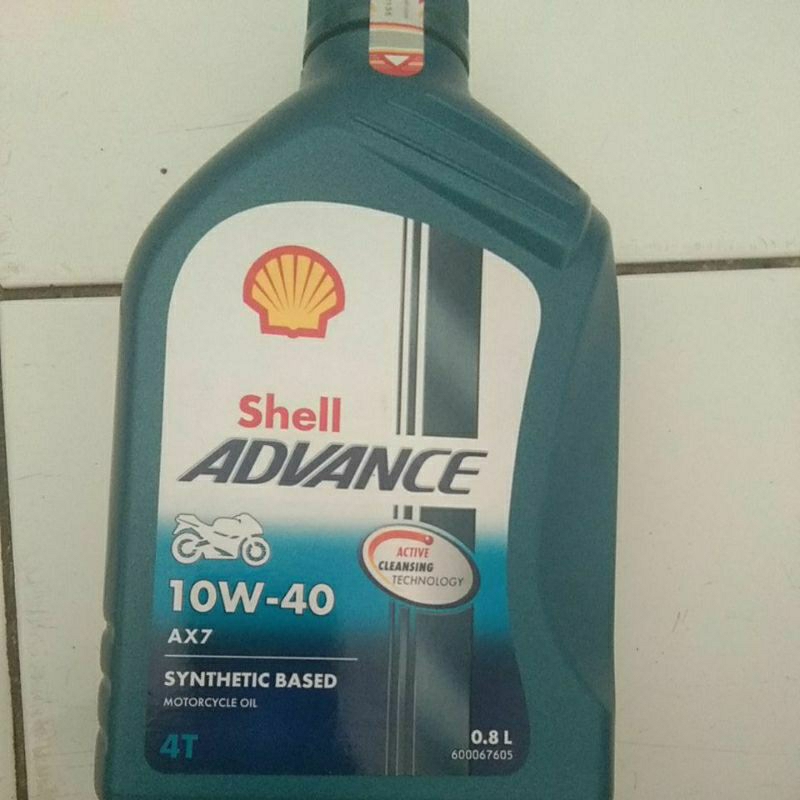 Shell
ADVANCE
ACTIVE
CLEANSING
TECHNOLOGY
10W-40
AX7
SYNTHETIC BASED
MOTORCYCLE OIL
4T
0.8 L
600067605